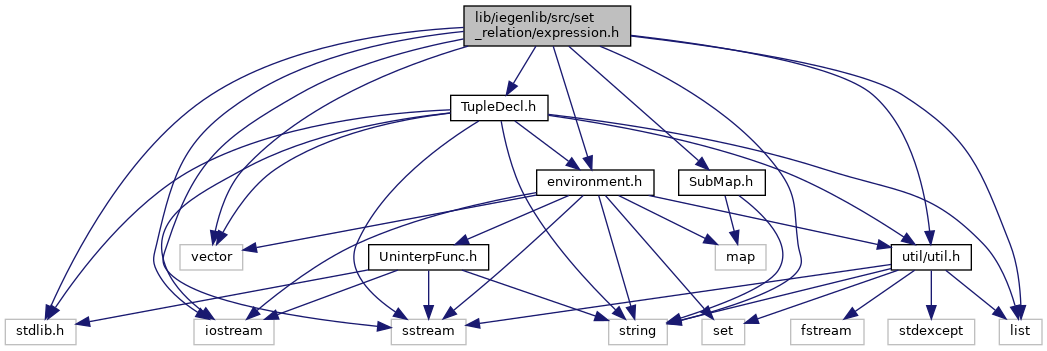 lib/iegenlib/src/set
_relation/expression.h
TupleDecl.h
environment.h
SubMap.h
vector
UninterpFunc.h
map
util/util.h
stdlib.h
iostream
sstream
string
set
fstream
stdexcept
list